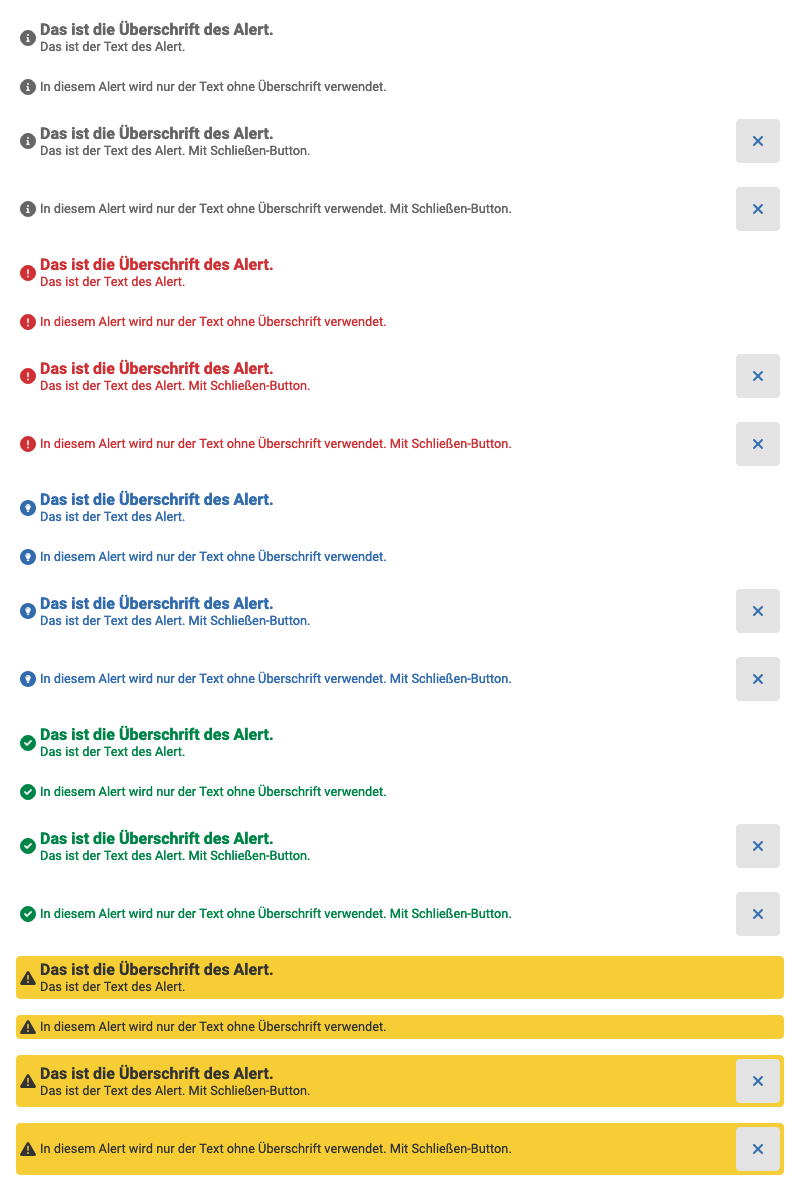 Das ist die Überschrift des Alert.
Das ist der Text des Alert.
In diesem Alert wird nur der Text ohne Überschrift verwendet.
Das ist die Überschrift des Alert.
Das ist der Text des Alert. Mit Schließen-Button.
In diesem Alert wird nur der Text ohne Überschrift verwendet. Mit Schließen-Button.
Das ist die Überschrift des Alert.
Das ist der Text des Alert.
In diesem Alert wird nur der Text ohne Überschrift verwendet.
Das ist die Überschrift des Alert.
Das ist der Text des Alert. Mit Schließen-Button.
In diesem Alert wird nur der Text ohne Überschrift verwendet. Mit Schließen-Button.
Das ist die Überschrift des Alert.
Das ist der Text des Alert.
In diesem Alert wird nur der Text ohne Überschrift verwendet.
Das ist die Überschrift des Alert.
Das ist der Text des Alert. Mit Schließen-Button.
In diesem Alert wird nur der Text ohne Überschrift verwendet. Mit Schließen-Button.
Das ist die Überschrift des Alert.
Das ist der Text des Alert.
In diesem Alert wird nur der Text ohne Überschrift verwendet.
Das ist die Überschrift des Alert.
Das ist der Text des Alert. Mit Schließen-Button.
In diesem Alert wird nur der Text ohne Überschrift verwendet. Mit Schließen-Button.
Das ist die Überschrift des Alert.
Das ist der Text des Alert.
In diesem Alert wird nur der Text ohne Überschrift verwendet.
Das ist die Überschrift des Alert.
Das ist der Text des Alert. Mit Schließen-Button.
In diesem Alert wird nur der Text ohne Überschrift verwendet. Mit Schließen-Button.